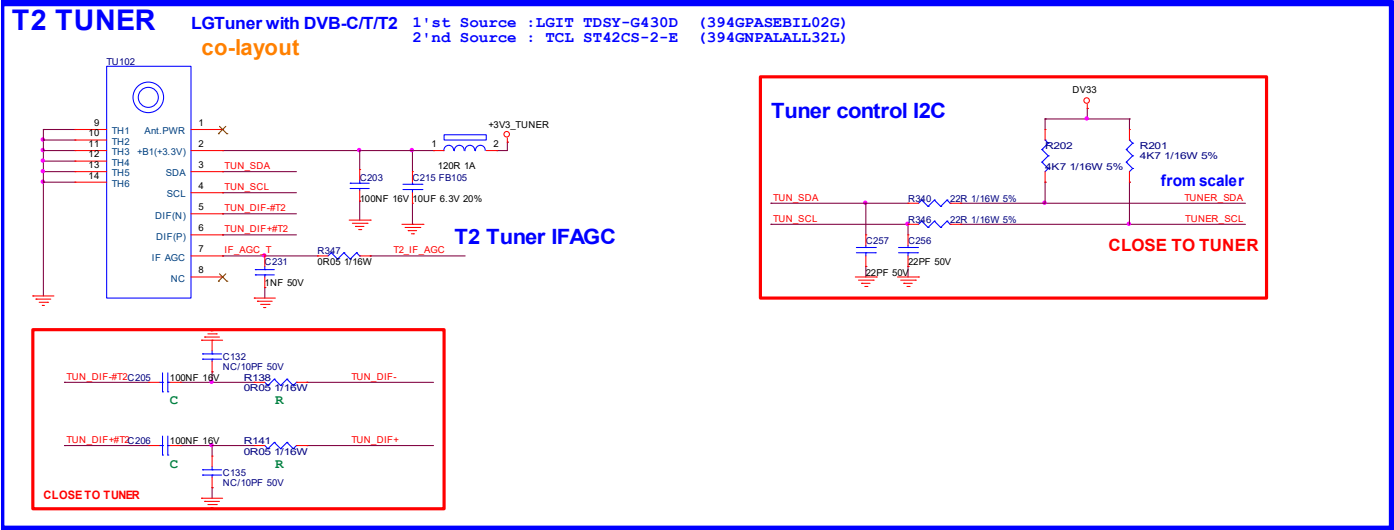 T2 TUNER
LGTuner with DVB-C/T/T2
1'st Source :LGIT TDSY-G430D (394GPASEBIL02G)
2'nd Source : TCL ST42CS-2-E (394GNPALALL32L)
co-layout
TU102
9 TH1 Ant.PWR 1
10 TH2
11 TH3 +B1(+3.3V) 2
12 TH4
13 TH5 SDA 3 TUN_SDA
14 TH6
SCL 4 TUN_SCL
DIF(N) 5 TUN_DIF-#T2
DIF(P) 6 TUN_DIF+#T2
IF AGC 7 IF_AGC_T
NC 8
+3V3_TUNER
1 2
120R 1A
FB105
C203
100NF 16V
C215
10UF 6.3V 20%
T2 Tuner IFAGC
R347
0R05 1/16W
T2_IF_AGC
C231
1NF 50V
Tuner control I2C
DV33
R202
4K7 1/16W 5%
R201
4K7 1/16W 5%
from scaler
TUN_SDA R340 22R 1/16W 5% TUNER_SDA
TUN_SCL R346 22R 1/16W 5% TUNER_SCL
C257
22PF 50V
C256
22PF 50V
CLOSE TO TUNER
C132
NC/10PF 50V
TUN_DIF-#T2 C205 100NF 16V R138 TUN_DIF-
0R05 1/16W
C R
TUN_DIF+#T2 C206 100NF 16V R141 TUN_DIF+
0R05 1/16W
C R
C135
NC/10PF 50V
CLOSE TO TUNER